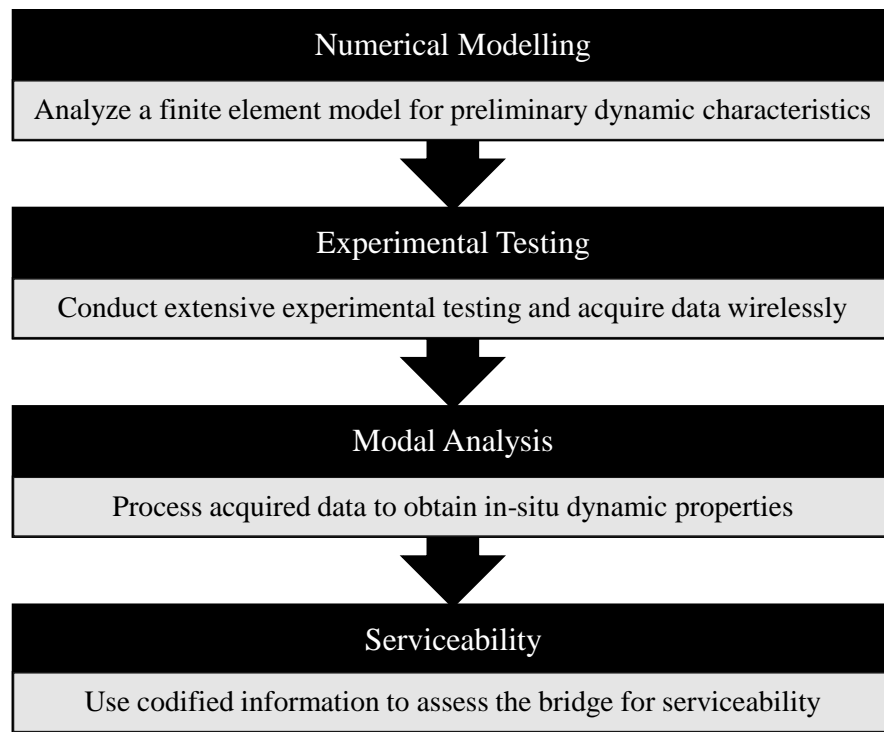 Numerical Modelling
Analyze a finite element model for preliminary dynamic characteristics
Experimental Testing
Conduct extensive experimental testing and acquire data wirelessly
Modal Analysis
Process acquired data to obtain in-situ dynamic properties
Serviceability
Use codified information to assess the bridge for serviceability